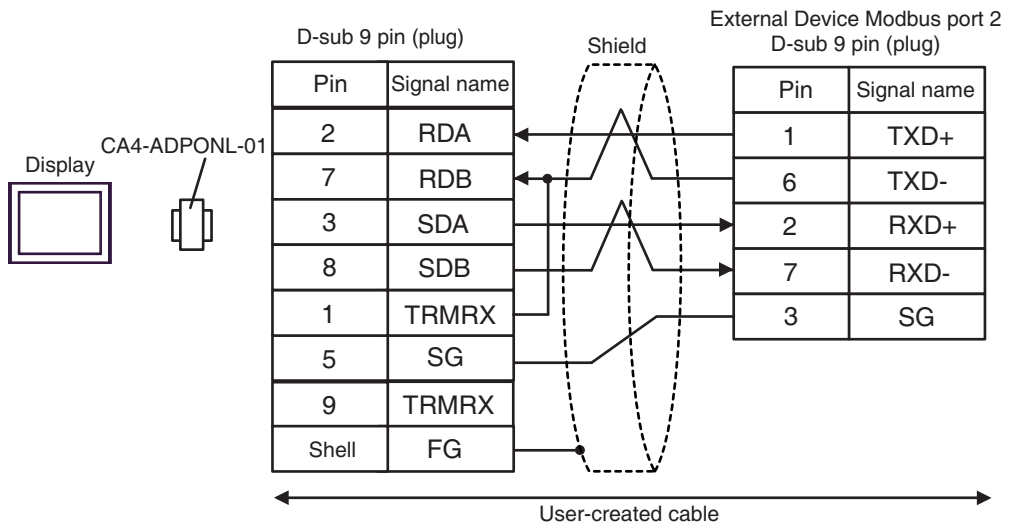 External Device Modbus port 2
D-sub 9 pin (plug)
D-sub 9 pin (plug)
Shield
Pin Signal name
Pin Signal name
2 RDA
1 TXD+
CA4-ADPONL-01
Display
7 RDB
6 TXD-
3 SDA
2 RXD+
8 SDB
7 RXD-
1 TRMRX
3 SG
5 SG
9 TRMRX
Shell FG
User-created cable